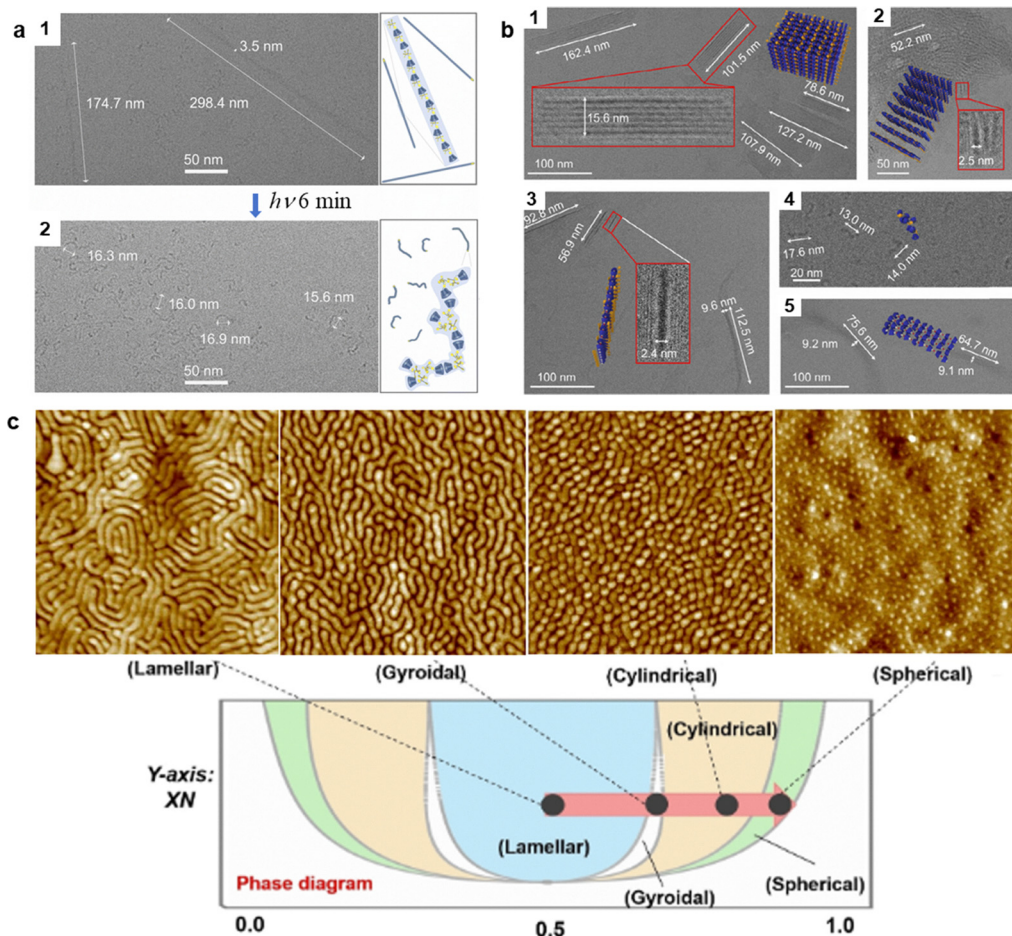 a
1
3.5 nm
174.7 nm
298.4 nm
50 nm
hν 6 min
2
16.3 nm
16.0 nm
15.6 nm
16.9 nm
50 nm
b
1
162.4 nm
101.5 nm
78.6 nm
15.6 nm
127.2 nm
107.9 nm
100 nm
2
52.2 nm
2.5 nm
50 nm
3
92.8 nm
56.9 nm
9.6 nm
112.5 nm
2.4 nm
100 nm
4
13.0 nm
17.6 nm
14.0 nm
20 nm
5
75.6 nm
9.2 nm
64.7 nm
9.1 nm
100 nm
c
(Lamellar)
(Gyroidal)
(Cylindrical)
(Spherical)
(Cylindrical)
Y-axis:
XN
(Lamellar)
(Gyroidal)
(Spherical)
Phase diagram
0.0
0.5
1.0